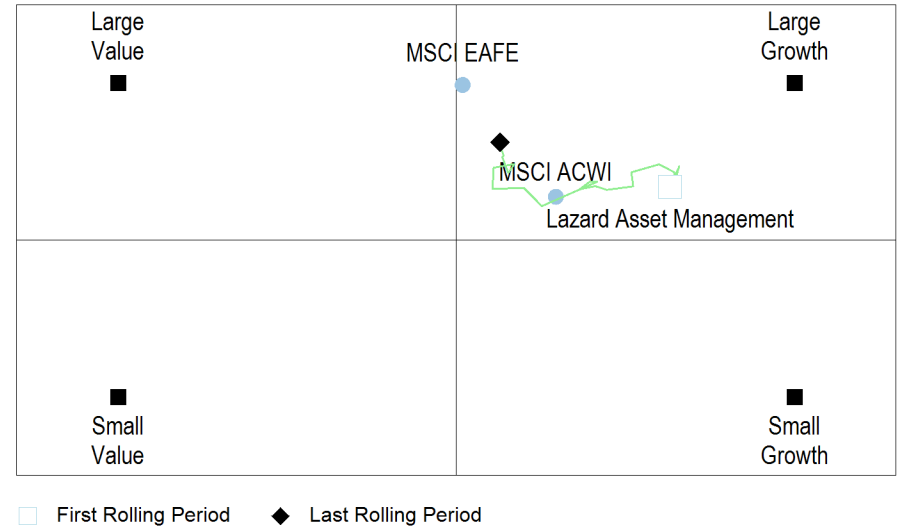 Large
Value
MSCI EAFE
Large
Growth
MSCI ACWI
Lazard Asset Management
Small
Value
Small
Growth
First Rolling Period
Last Rolling Period